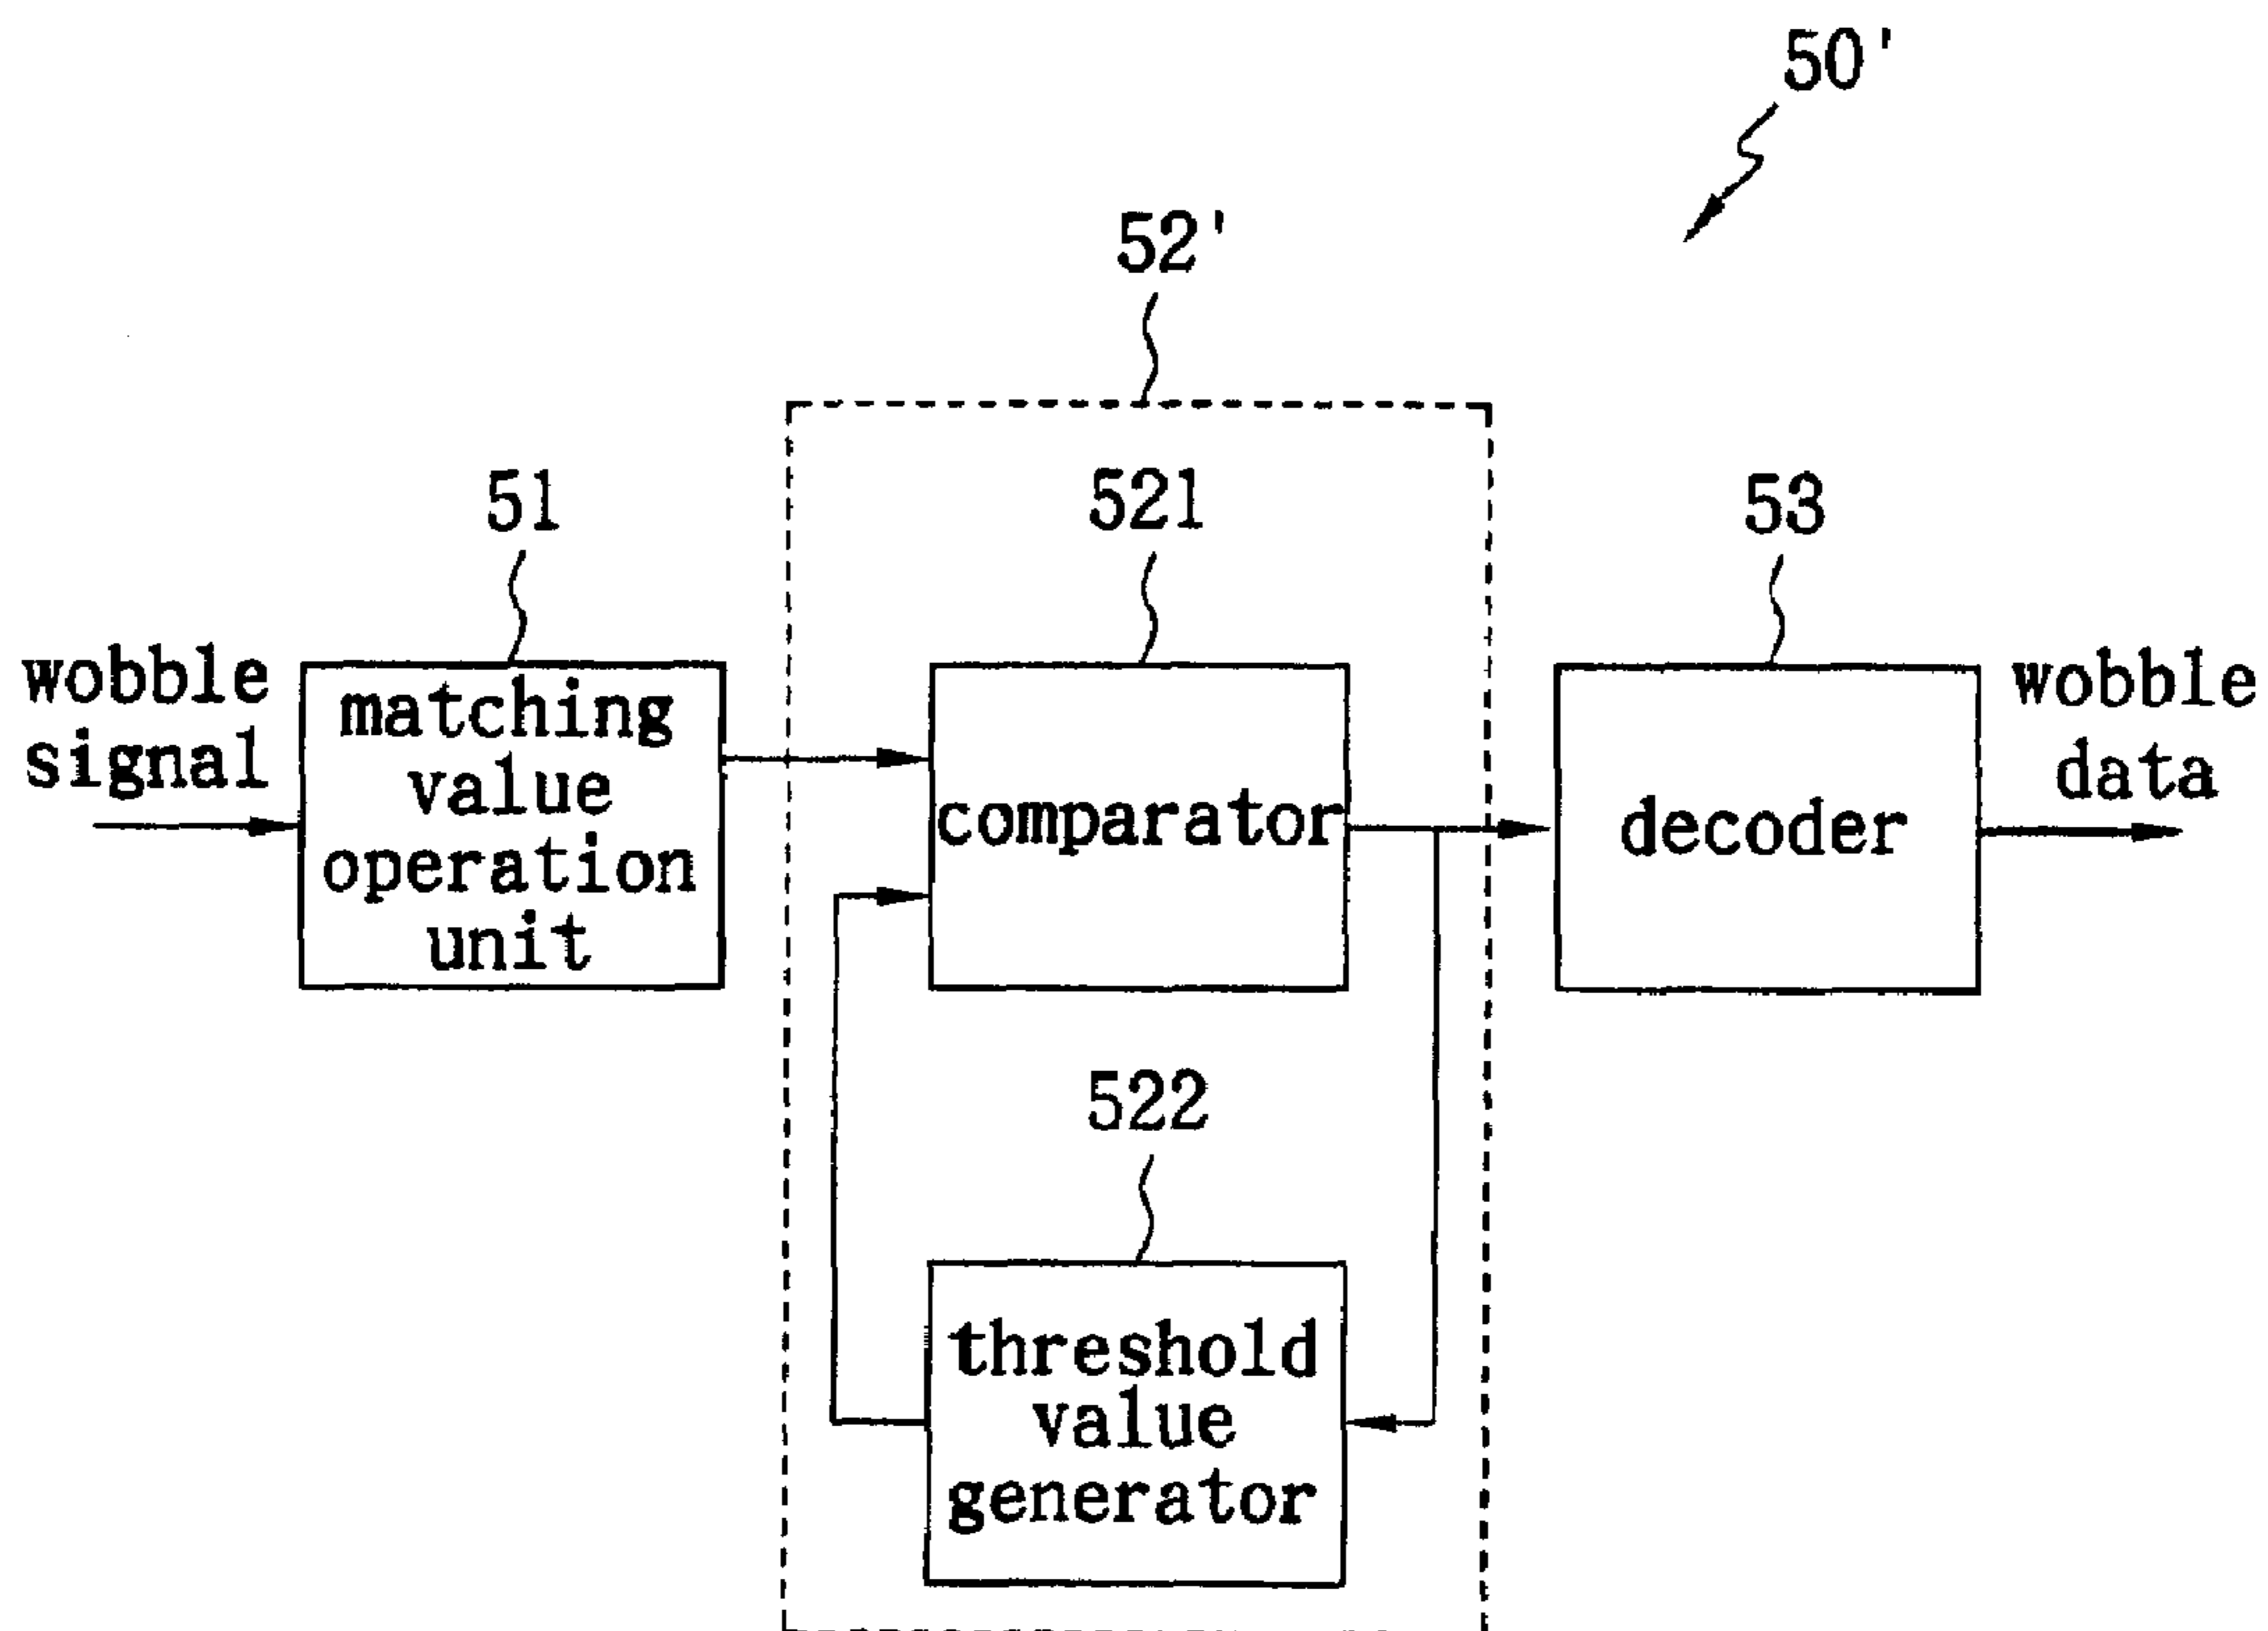 50'
52'
51
521
53
wobble
signal
matching
value
operation
unit
comparator
decoder
wobble
data
522
threshold
value
generator